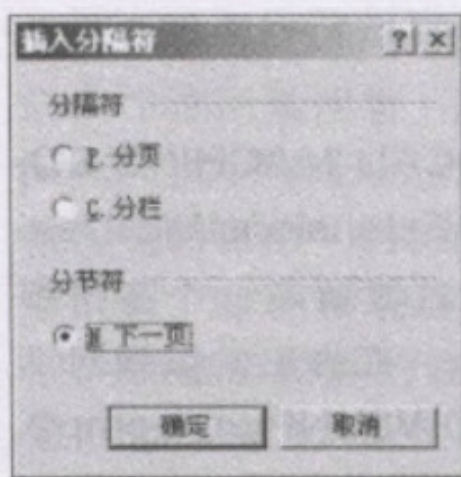 插入分隔符
分隔符
P. 分页
C. 分栏
分节符
N. 下一页
确定
取消